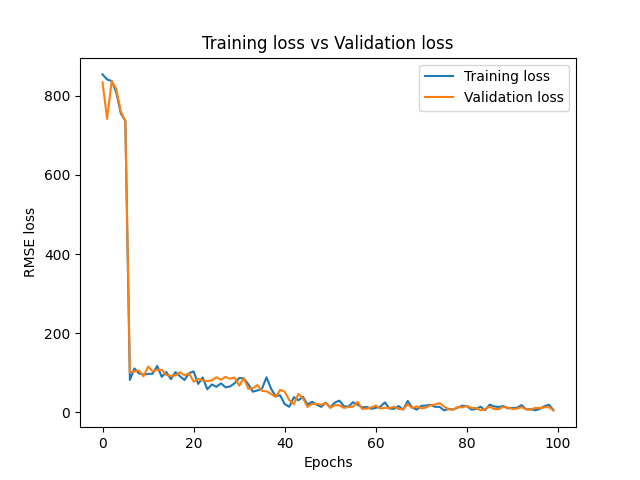 Training loss vs Validation loss
Training loss
Validation loss
800
600
400
200
0
RMSE loss
0 20 40 60 80 100
Epochs